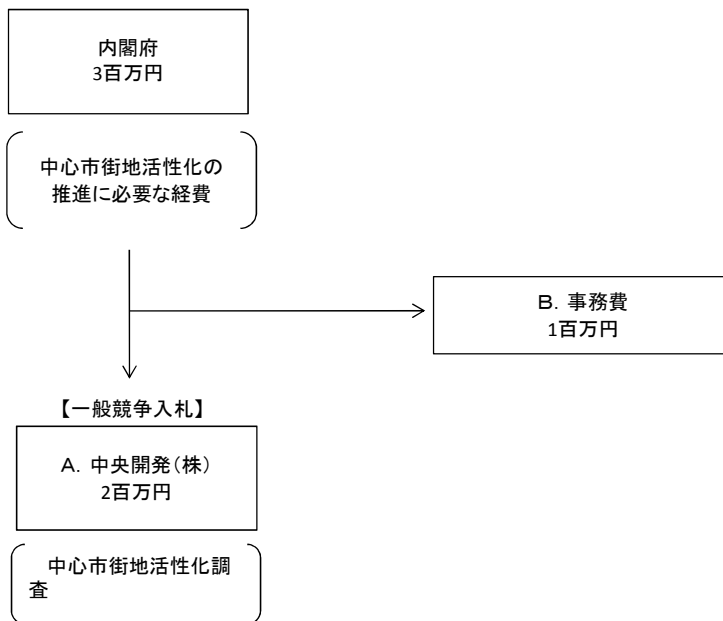 内閣府
3百万円
中心市街地活性化の
推進に必要な経費
B．事務費
1百万円
【一般競争入札】
A．中央開発（株）
2百万円
中心市街地活性化調
査